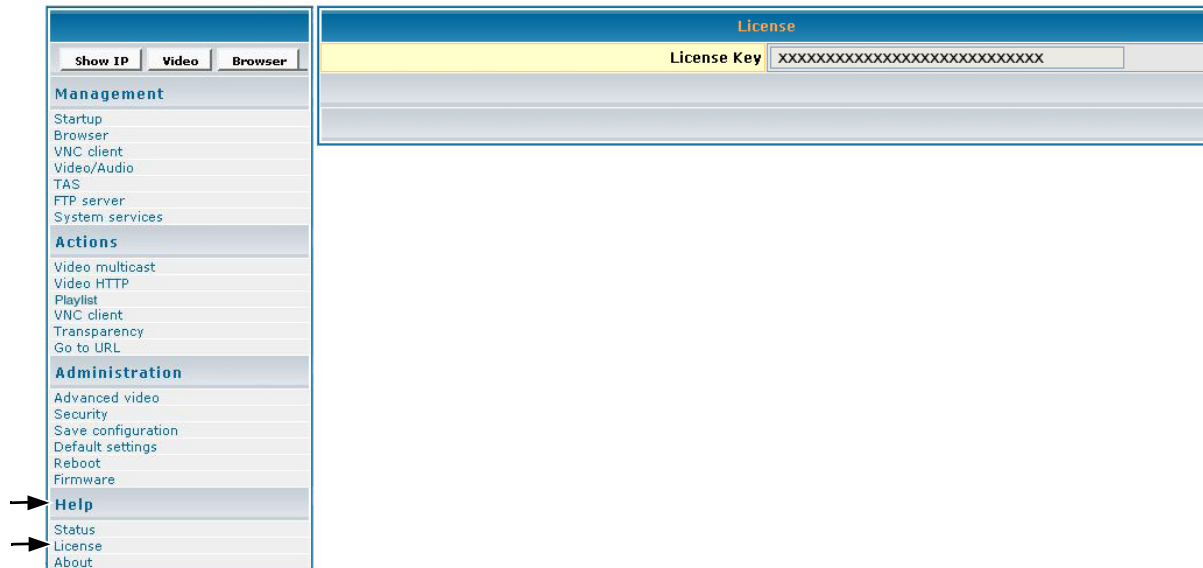 Show IP Video Browser
Management
Startup
Browser
VNC client
Video/Audio
TAS
FTP server
System services
Actions
Video multicast
Video HTTP
Playlist
VNC client
Transparency
Go to URL
Administration
Advanced video
Security
Save configuration
Default settings
Reboot
Firmware
Help
Status
License
About
License
License Key XXXXXXXXXXXXXXXXXXXXXXXXXXXX